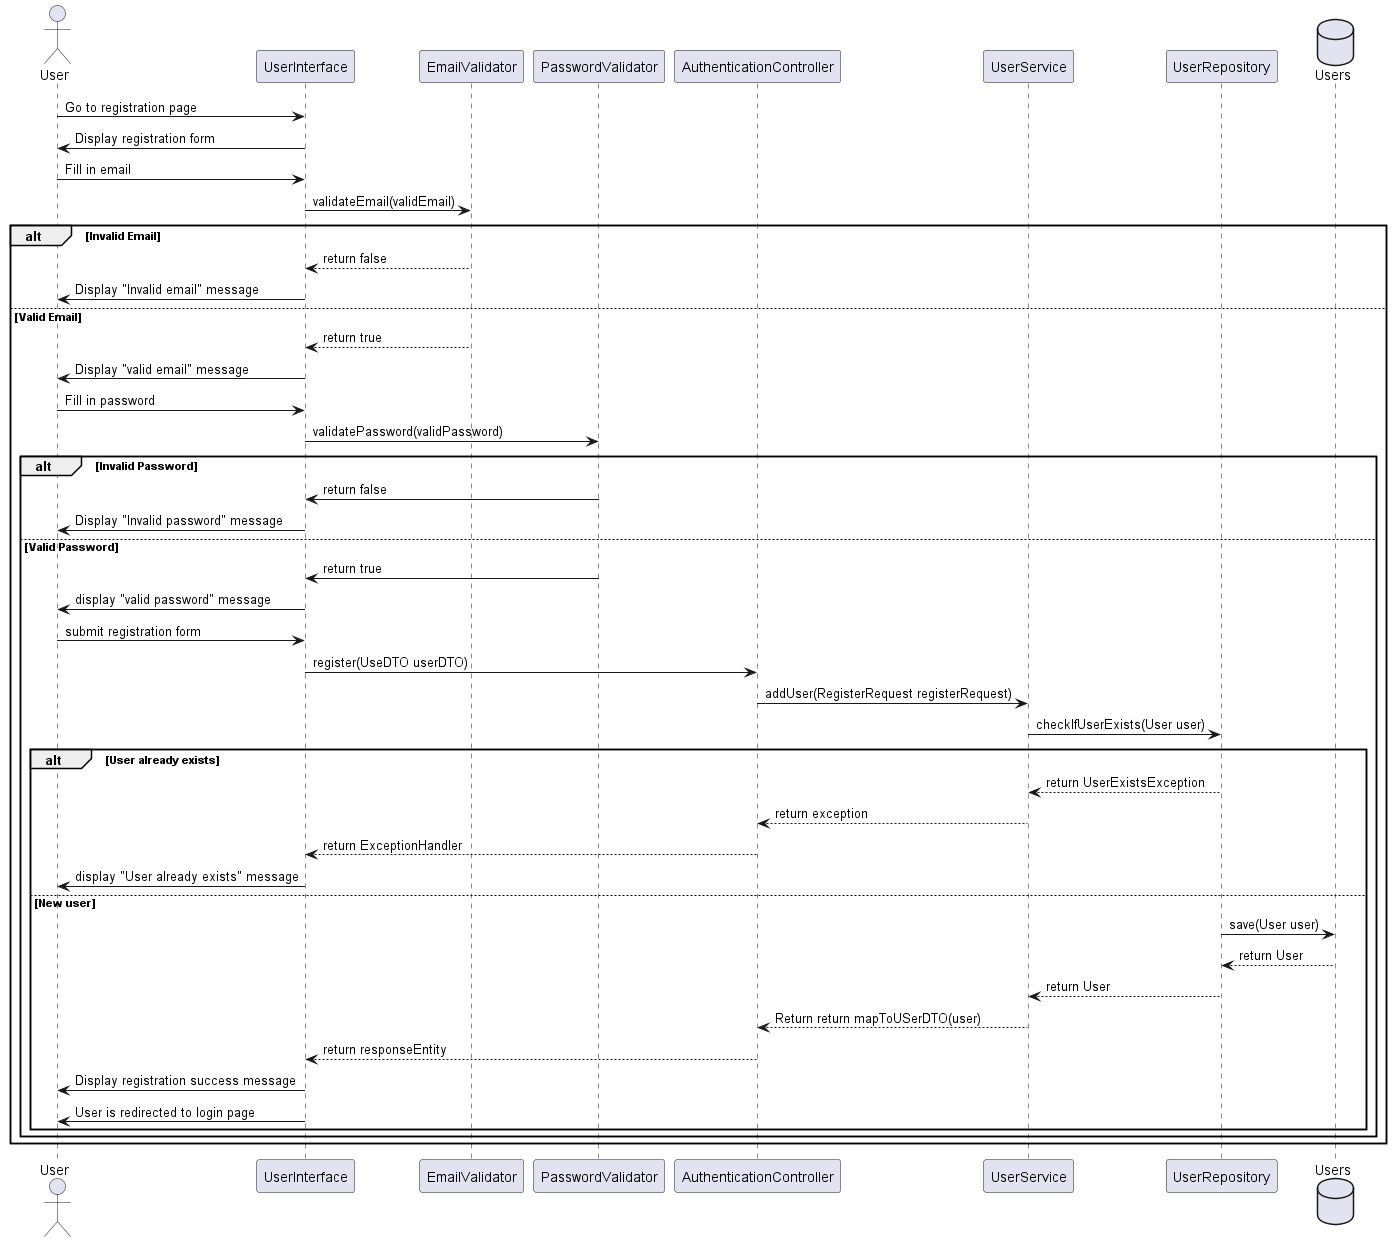 User
UserInterface
EmailValidator
PasswordValidator
AuthenticationController
UserService
UserRepository
Users
Go to registration page
Display registration form
Fill in email
validateEmail(validEmail)
alt [Invalid Email]
return false
Display "Invalid email" message
[Valid Email]
return true
Display "valid email" message
Fill in password
validatePassword(validPassword)
alt [Invalid Password]
return false
Display "Invalid password" message
[Valid Password]
return true
display "valid password" message
submit registration form
register(UseDTO userDTO)
addUser(RegisterRequest registerRequest)
checkIfUserExists(User user)
alt [User already exists]
return UserExistsException
return exception
return ExceptionHandler
display "User already exists" message
[New user]
save(User user)
return User
return User
Return return mapToUSerDTO(user)
return responseEntity
Display registration success message
User is redirected to login page
User
UserInterface
EmailValidator
PasswordValidator
AuthenticationController
UserService
UserRepository
Users